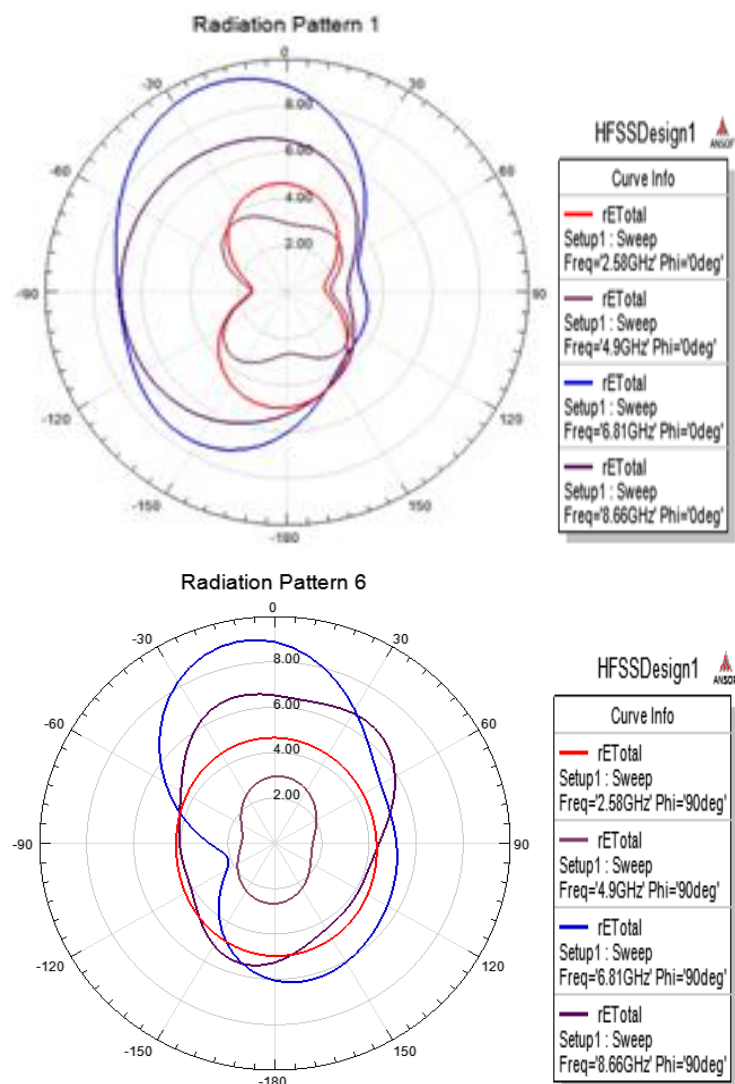 Radiation Pattern 1
0
-30
30
8.00
-60
6.00
60
4.00
2.00
-90
90
-120
120
-150
150
-180
HFSSDesign1
ANSOFT
Curve Info
rETotal
Setup1 : Sweep
Freq='2.58GHz' Phi='0deg'
rETotal
Setup1 : Sweep
Freq='4.9GHz' Phi='0deg'
rETotal
Setup1 : Sweep
Freq='6.81GHz' Phi='0deg'
rETotal
Setup1 : Sweep
Freq='8.66GHz' Phi='0deg'
Radiation Pattern 6
0
-30
30
8.00
-60
6.00
60
4.00
2.00
-90
90
-120
120
-150
150
-180
HFSSDesign1
ANSOFT
Curve Info
rETotal
Setup1 : Sweep
Freq='2.58GHz' Phi='90deg'
rETotal
Setup1 : Sweep
Freq='4.9GHz' Phi='90deg'
rETotal
Setup1 : Sweep
Freq='6.81GHz' Phi='90deg'
rETotal
Setup1 : Sweep
Freq='8.66GHz' Phi='90deg'